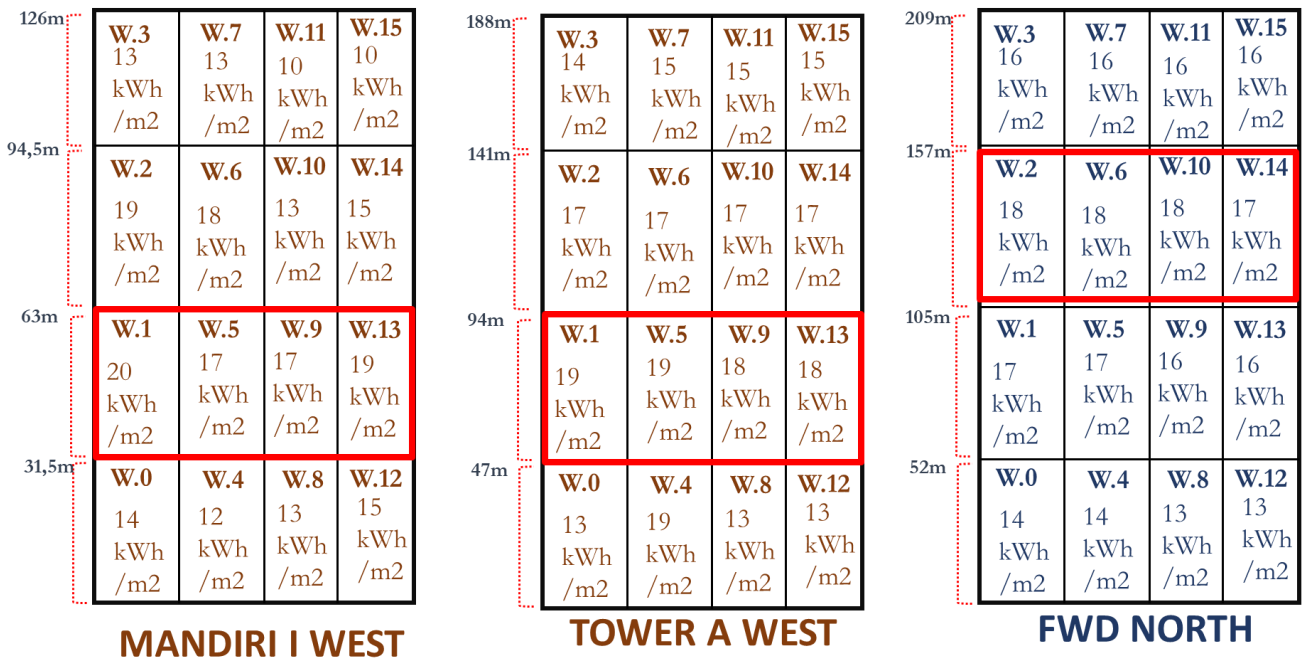 126m
W.3 W.7 W.11 W.15
13 13 10 10
kWh kWh kWh kWh
/m2 /m2 /m2 /m2
94,5m
W.2 W.6 W.10 W.14
19 18 13 15
kWh kWh kWh kWh
/m2 /m2 /m2 /m2
63m
W.1 W.5 W.9 W.13
20 17 17 19
kWh kWh kWh kWh
/m2 /m2 /m2 /m2
31,5m
W.0 W.4 W.8 W.12
14 12 13 15
kWh kWh kWh kWh
/m2 /m2 /m2 /m2
MANDIRI I WEST
188m
W.3 W.7 W.11 W.15
14 15 15 15
kWh kWh kWh kWh
/m2 /m2 /m2 /m2
141m
W.2 W.6 W.10 W.14
17 17 17 17
kWh kWh kWh kWh
/m2 /m2 /m2 /m2
94m
W.1 W.5 W.9 W.13
19 19 18 18
kWh kWh kWh kWh
/m2 /m2 /m2 /m2
47m
W.0 W.4 W.8 W.12
13 19 13 13
kWh kWh kWh kWh
/m2 /m2 /m2 /m2
TOWER A WEST
209m
W.3 W.7 W.11 W.15
16 16 16 16
kWh kWh kWh kWh
/m2 /m2 /m2 /m2
157m
W.2 W.6 W.10 W.14
18 18 18 17
kWh kWh kWh kWh
/m2 /m2 /m2 /m2
105m
W.1 W.5 W.9 W.13
17 17 16 16
kWh kWh kWh kWh
/m2 /m2 /m2 /m2
52m
W.0 W.4 W.8 W.12
14 14 13 13
kWh kWh kWh kWh
/m2 /m2 /m2 /m2
FWD NORTH